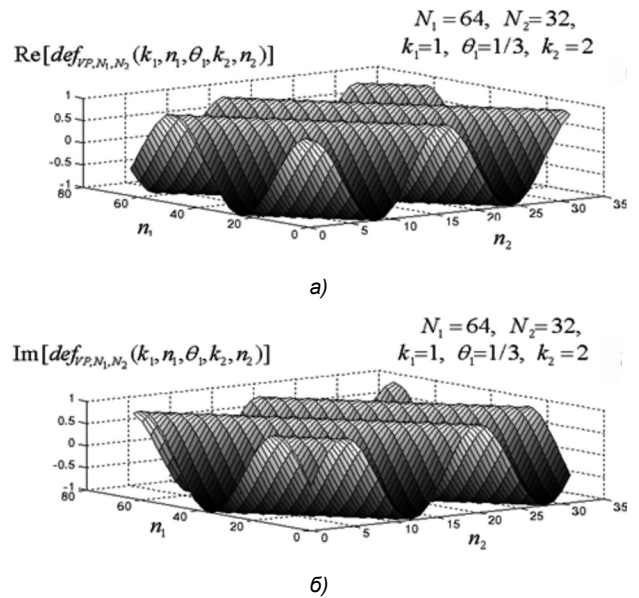 N₁=64, N₂=32,
Re[def_VP,N₁,N₂(k₁,n₁,θ₁,k₂,n₂)] k₁=1, θ₁=1/3, k₂=2
1
0.5
0
-0.5
-1
80 60 40 20 0
0 5 10 15 20 25 30 35
n₁ n₂
а)
N₁=64, N₂=32,
Im[def_VP,N₁,N₂(k₁,n₁,θ₁,k₂,n₂)] k₁=1, θ₁=1/3, k₂=2
1
0.5
0
-0.5
-1
80 60 40 20 0
0 5 10 15 20 25 30 35
n₁ n₂
б)